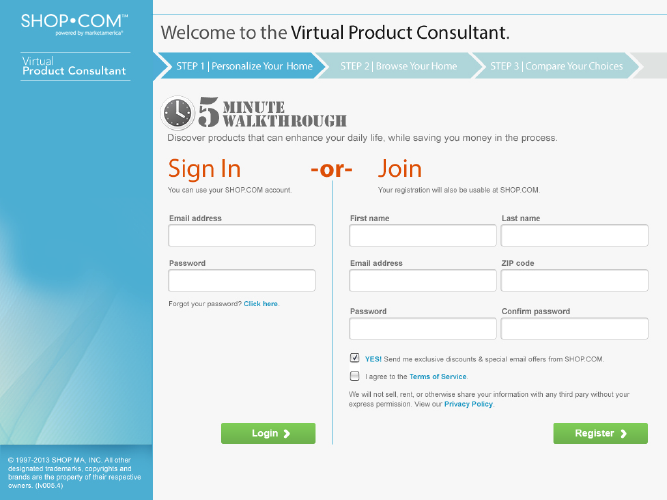 SHOP•COM™
powered by marketamerica®
Virtual
Product Consultant
Welcome to the Virtual Product Consultant.
STEP 1 | Personalize Your Home
STEP 2 | Browse Your Home
STEP 3 | Compare Your Choices
5 MINUTE
WALKTHROUGH
Discover products that can enhance your daily life, while saving you money in the process.
Sign In
-or-
Join
You can use your SHOP.COM account.
Your registration will also be usable at SHOP.COM.
Email address
Password
Forgot your password? Click here.
Login
First name
Last name
Email address
ZIP code
Password
Confirm password
YES! Send me exclusive discounts & special email offers from SHOP.COM.
I agree to the Terms of Service.
We will not sell, rent, or otherwise share your information with any third pary without your
express permission. View our Privacy Policy.
Register
© 1997-2013 SHOP MA, INC. All other
designated trademarks, copyrights and
brands are the property of their respective
owners. (lv006.4)